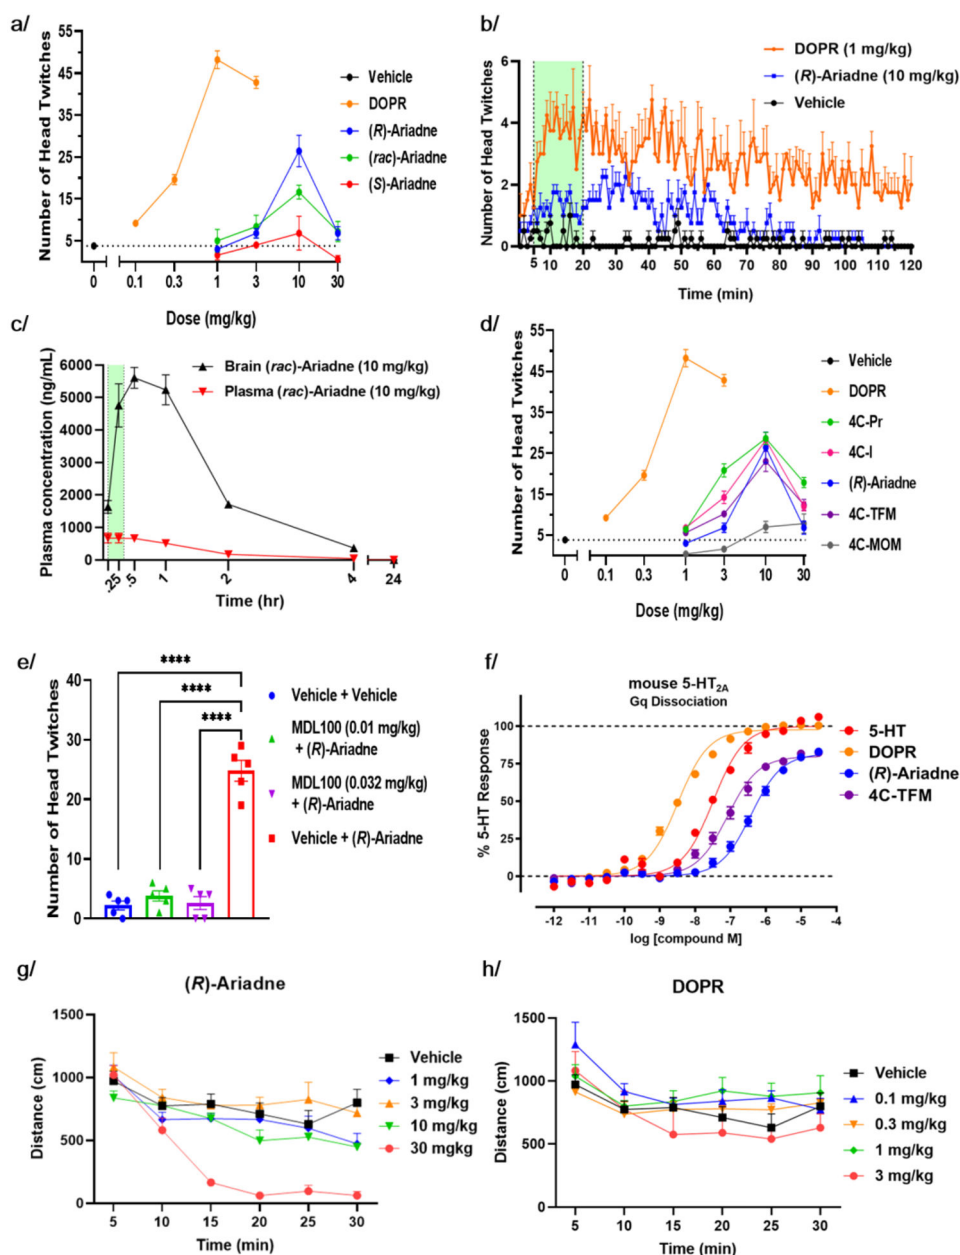 a/
Number of Head Twitches
55
45
35
25
15
5
0 0.1 0.3 1 3 10 30
Dose (mg/kg)
Vehicle
DOPR
(R)-Ariadne
(rac)-Ariadne
(S)-Ariadne
b/
Number of Head Twitches
6
4
2
0
5 10 20 30 40 50 60 70 80 90 100 110 120
Time (min)
DOPR (1 mg/kg)
(R)-Ariadne (10 mg/kg)
Vehicle
c/
Plasma concentration (ng/mL)
6000
5000
4000
3000
2000
1000
0
.25 .5 1 2 4 24
Time (hr)
Brain (rac)-Ariadne (10 mg/kg)
Plasma (rac)-Ariadne (10 mg/kg)
d/
Number of Head Twitches
55
45
35
25
15
5
0 0.1 0.3 1 3 10 30
Dose (mg/kg)
Vehicle
DOPR
4C-Pr
4C-I
(R)-Ariadne
4C-TFM
4C-MOM
e/
Number of Head Twitches
40
30
20
10
0
****
****
****
Vehicle + Vehicle
MDL100 (0.01 mg/kg)
+ (R)-Ariadne
MDL100 (0.032 mg/kg)
+ (R)-Ariadne
Vehicle + (R)-Ariadne
f/
mouse 5-HT2A
Gq Dissociation
% 5-HT Response
100
75
50
25
0
-12 -11 -10 -9 -8 -7 -6 -5 -4
log [compound M]
5-HT
DOPR
(R)-Ariadne
4C-TFM
g/
(R)-Ariadne
Distance (cm)
1500
1000
500
0
5 10 15 20 25 30
Time (min)
Vehicle
1 mg/kg
3 mg/kg
10 mg/kg
30 mgkg
h/
DOPR
Distance (cm)
1500
1000
500
0
5 10 15 20 25 30
Time (min)
Vehicle
0.1 mg/kg
0.3 mg/kg
1 mg/kg
3 mg/kg